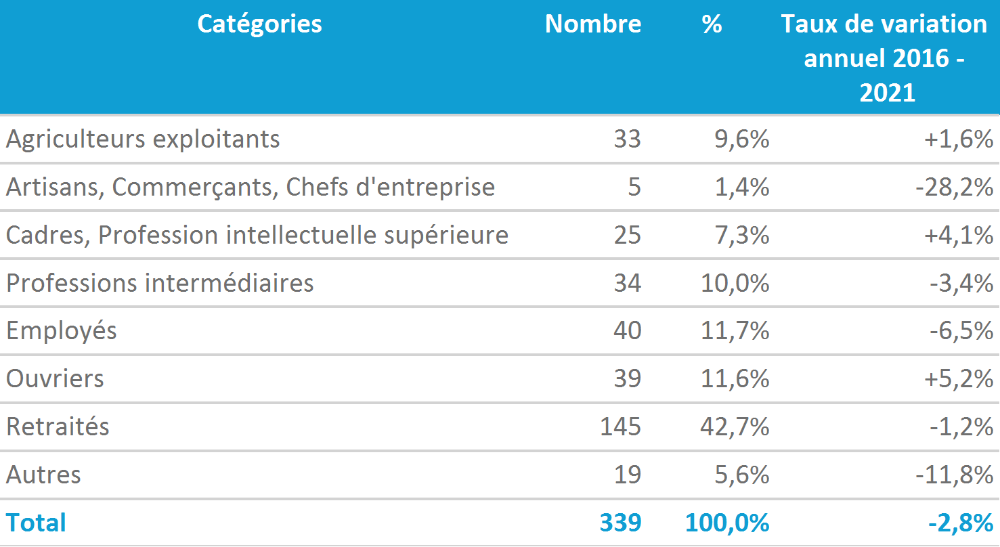 Catégories Nombre % Taux de variation
annuel 2016 -
2021
Agriculteurs exploitants 33 9,6% +1,6%
Artisans, Commerçants, Chefs d'entreprise 5 1,4% -28,2%
Cadres, Profession intellectuelle supérieure 25 7,3% +4,1%
Professions intermédiaires 34 10,0% -3,4%
Employés 40 11,7% -6,5%
Ouvriers 39 11,6% +5,2%
Retraités 145 42,7% -1,2%
Autres 19 5,6% -11,8%
Total 339 100,0% -2,8%